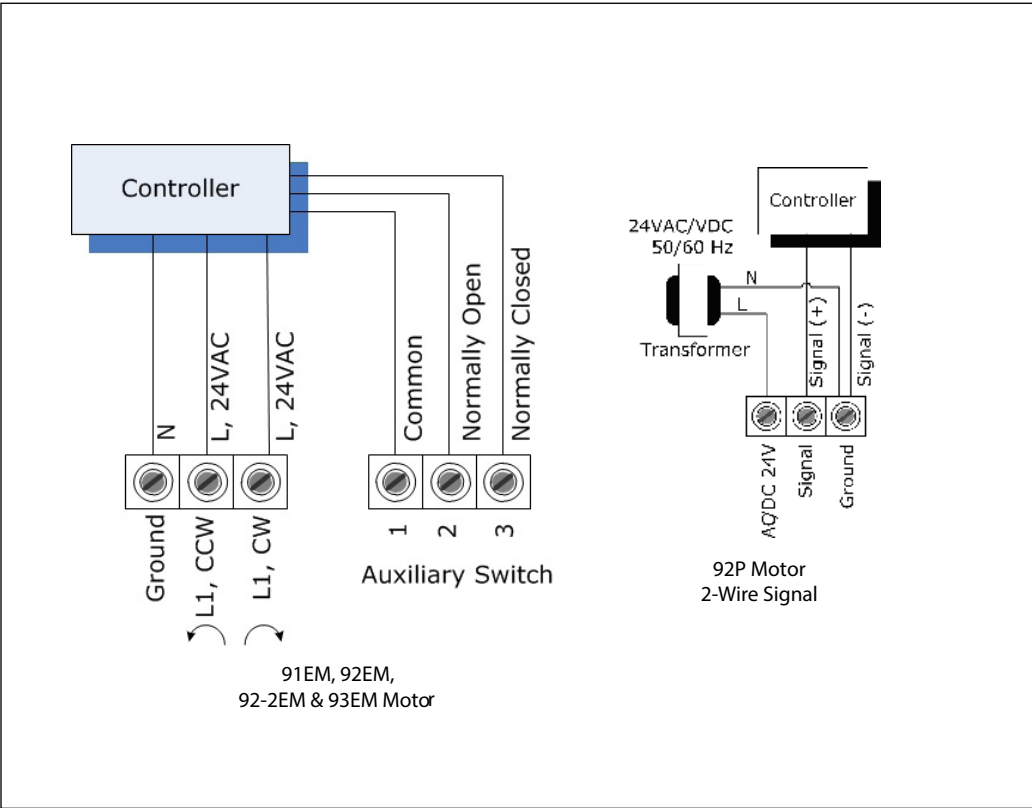 Controller
N
L, 24VAC
L, 24VAC
Common
Normally Open
Normally Closed
Ground
L1, CCW
L1, CW
1
2
3
Auxiliary Switch
91EM, 92EM,
92-2EM & 93EM Motor
Controller
24VAC/VDC
50/60 Hz
N
L
Transformer
Signal (+)
Signal (-)
AC/DC 24V
Signal
Ground
92P Motor
2-Wire Signal